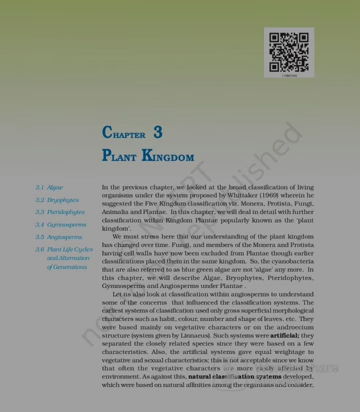 CHAPTER 3
PLANT KINGDOM
3.1 Algae
3.2 Bryophytes
3.3 Pteridophytes
3.4 Gymnosperms
3.5 Angiosperms
3.6 Plant Life Cycles
and Alternation
of Generations
In the previous chapter, we looked at the broad classification of living
organisms under the system proposed by Whittaker (1969) wherein he
suggested the Five Kingdom classification viz. Monera, Protista, Fungi,
Animalia and Plantae. In this chapter, we will deal in detail with further
classification within Kingdom Plantae popularly known as the 'plant
kingdom'.
We must stress here that our understanding of the plant kingdom
has changed over time. Fungi, and members of the Monera and Protista
having cell walls have now been excluded from Plantae though earlier
classifications placed them in the same kingdom. So, the cyanobacteria
that are also referred to as blue green algae are not 'algae' any more. In
this chapter, we will describe Algae, Bryophytes, Pteridophytes,
Gymnosperms and Angiosperms under Plantae .
Let us also look at classification within angiosperms to understand
some of the concerns that influenced the classification systems. The
earliest systems of classification used only gross superficial morphological
characters such as habit, colour, number and shape of leaves, etc. They
were based mainly on vegetative characters or on the androecium
structure (system given by Linnaeus). Such systems were artificial; they
separated the closely related species since they were based on a few
characteristics. Also, the artificial systems gave equal weightage to
vegetative and sexual characteristics; this is not acceptable since we know
that often the vegetative characters are more easily affected by
environment. As against this, natural classification systems developed,
which were based on natural affinities among the organisms and consider,
not
published